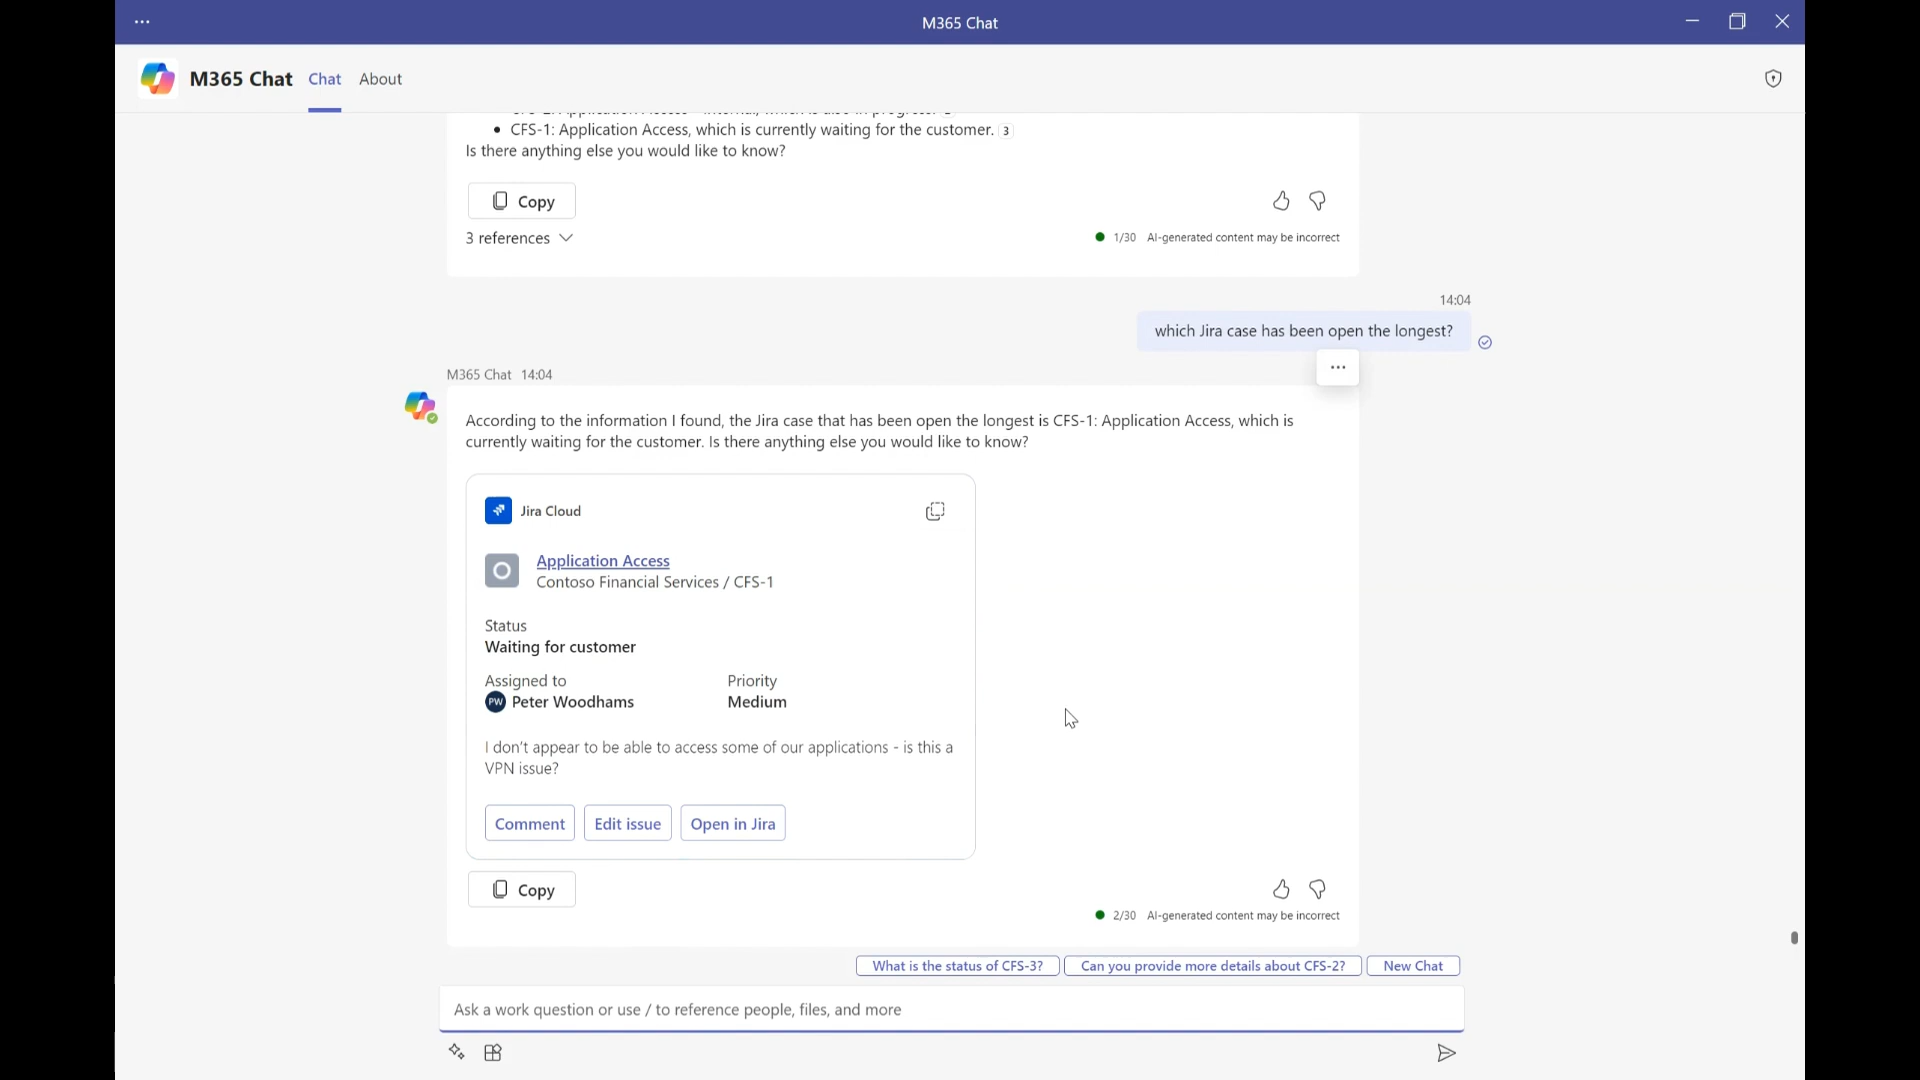 M365 Chat
M365 Chat Chat About
• CFS-1: Application Access, which is currently waiting for the customer. 3
Is there anything else you would like to know?
Copy
3 references
1/30 AI-generated content may be incorrect
14:04
which Jira case has been open the longest?
M365 Chat 14:04
According to the information I found, the Jira case that has been open the longest is CFS-1: Application Access, which is
currently waiting for the customer. Is there anything else you would like to know?
Jira Cloud
Application Access
Contoso Financial Services / CFS-1
Status
Waiting for customer
Assigned to Priority
PW Peter Woodhams Medium
I don't appear to be able to access some of our applications - is this a
VPN issue?
Comment Edit issue Open in Jira
Copy
2/30 AI-generated content may be incorrect
What is the status of CFS-3? Can you provide more details about CFS-2? New Chat
Ask a work question or use / to reference people, files, and more